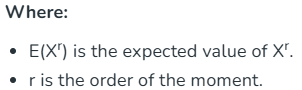 Where:
• E(Xʳ) is the expected value of Xʳ.
• r is the order of the moment.